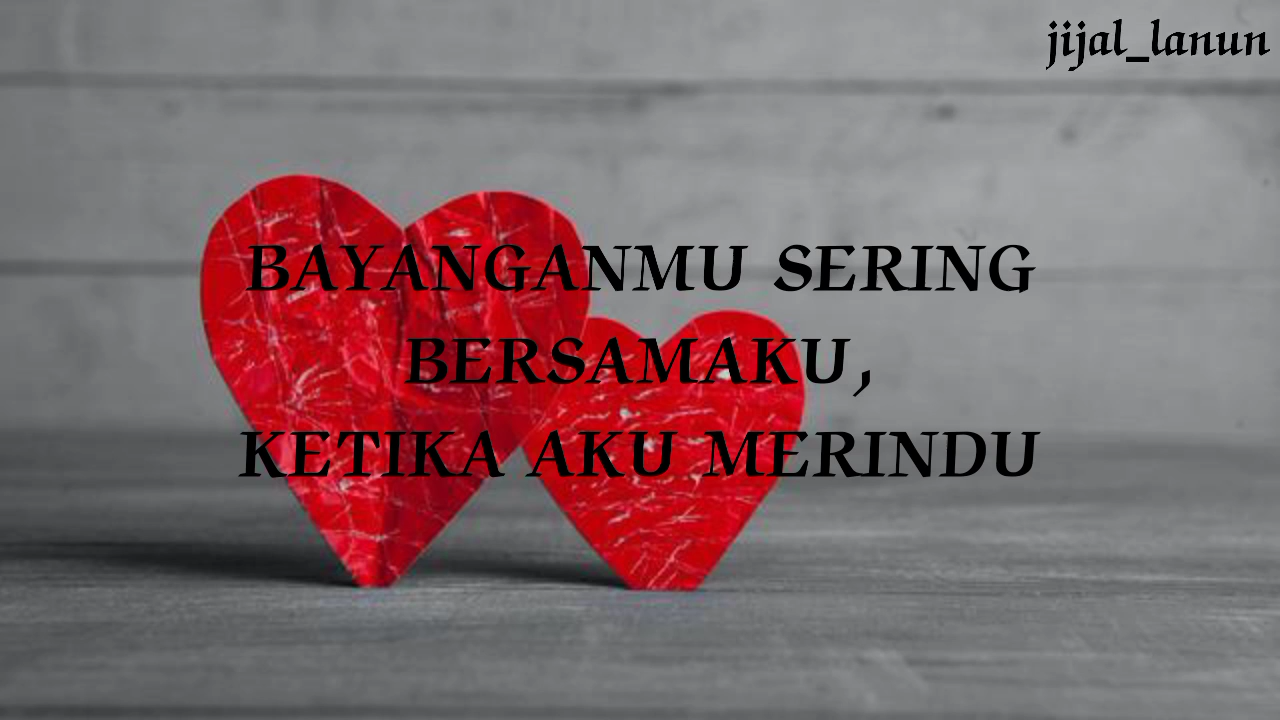 jijal_lanun
BAYANGANMU SERING
BERSAMAKU,
KETIKA AKU MERINDU